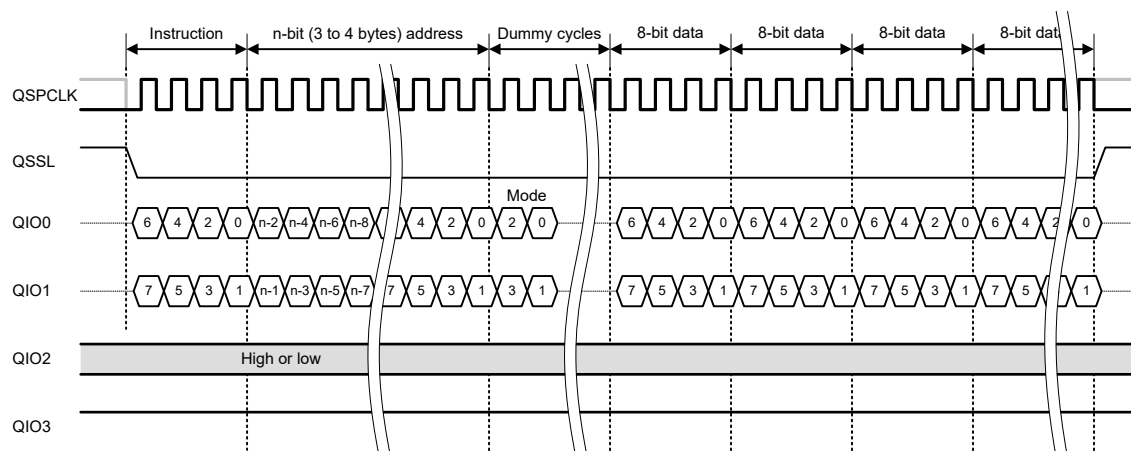 Instruction n-bit (3 to 4 bytes) address Dummy cycles 8-bit data 8-bit data 8-bit data 8-bit data
QSPCLK
QSSL
Mode
QIO0 6 4 2 0 n-2 n-4 n-6 n-8 4 2 0 2 0 6 4 2 0 6 4 2 0 6 4 2 0 6 4 2 0
QIO1 7 5 3 1 n-1 n-3 n-5 n-7 7 5 3 1 3 1 7 5 3 1 7 5 3 1 7 5 3 1 7 5 1
QIO2 High or low
QIO3